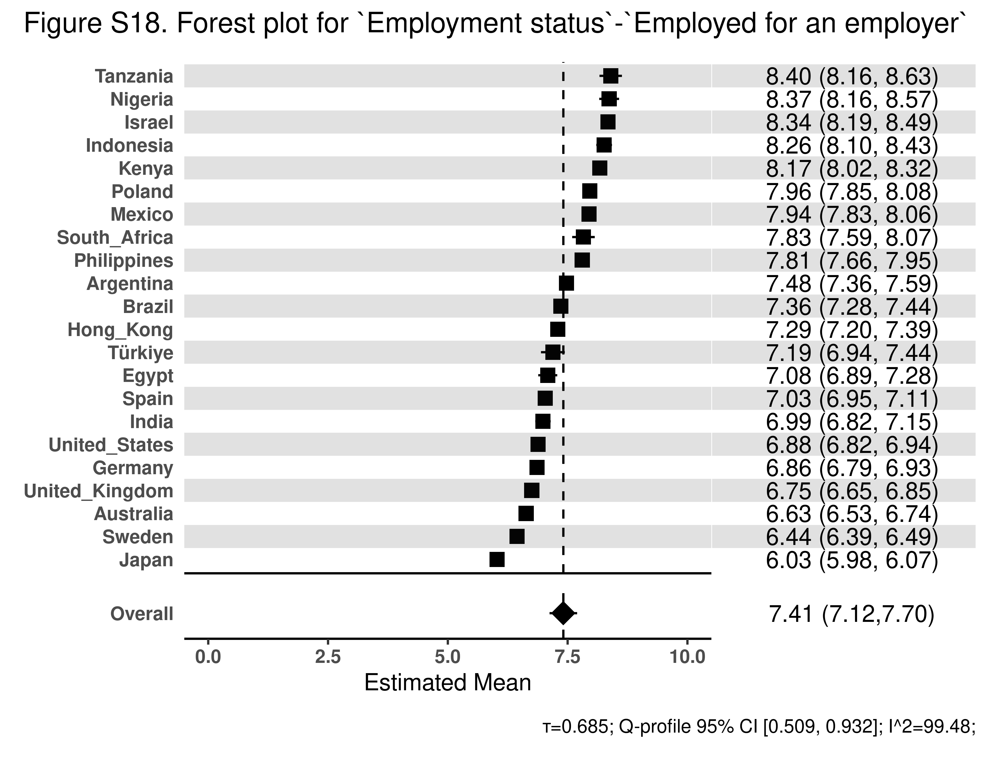 Figure S18. Forest plot for `Employment status`-`Employed for an employer`
Tanzania 8.40 (8.16, 8.63)
Nigeria 8.37 (8.16, 8.57)
Israel 8.34 (8.19, 8.49)
Indonesia 8.26 (8.10, 8.43)
Kenya 8.17 (8.02, 8.32)
Poland 7.96 (7.85, 8.08)
Mexico 7.94 (7.83, 8.06)
South_Africa 7.83 (7.59, 8.07)
Philippines 7.81 (7.66, 7.95)
Argentina 7.48 (7.36, 7.59)
Brazil 7.36 (7.28, 7.44)
Hong_Kong 7.29 (7.20, 7.39)
Türkiye 7.19 (6.94, 7.44)
Egypt 7.08 (6.89, 7.28)
Spain 7.03 (6.95, 7.11)
India 6.99 (6.82, 7.15)
United_States 6.88 (6.82, 6.94)
Germany 6.86 (6.79, 6.93)
United_Kingdom 6.75 (6.65, 6.85)
Australia 6.63 (6.53, 6.74)
Sweden 6.44 (6.39, 6.49)
Japan 6.03 (5.98, 6.07)
Overall 7.41 (7.12,7.70)
0.0 2.5 5.0 7.5 10.0
Estimated Mean
τ=0.685; Q-profile 95% CI [0.509, 0.932]; I^2=99.48;